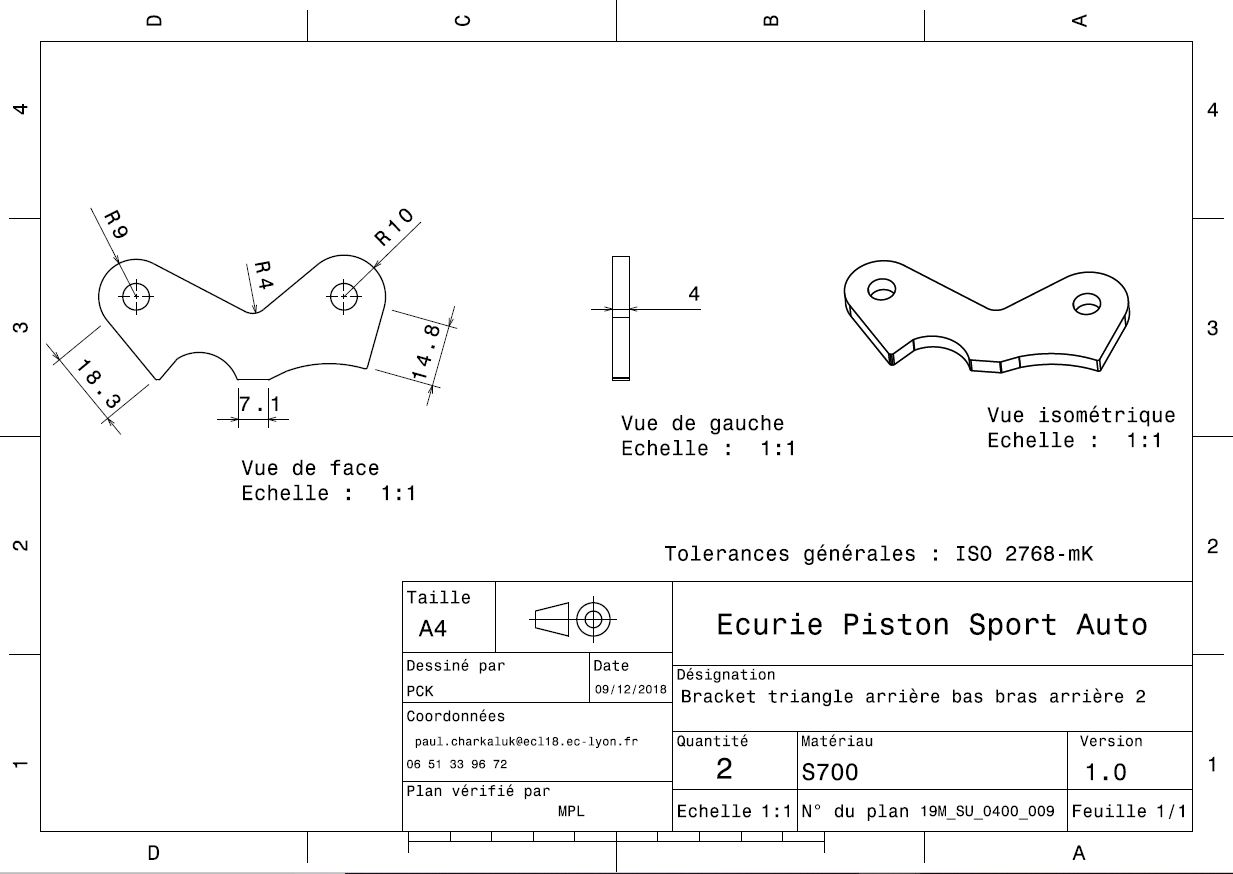 D C B A
4 4
R9
R4
R10
4
3 3
18.3
7.1
14.8
Vue de gauche
Echelle : 1:1
Vue isométrique
Echelle : 1:1
Vue de face
Echelle : 1:1
2 2
Tolerances générales : ISO 2768-mK
Taille
A4
Ecurie Piston Sport Auto
Dessiné par
PCK
Date
09/12/2018
Désignation
Bracket triangle arrière bas bras arrière 2
Coordonnées
paul.charkaluk@ecl18.ec-lyon.fr
06 51 33 96 72
Quantité
2
Matériau
S700
Version
1.0
1 1
Plan vérifié par
MPL
Echelle 1:1
N° du plan 19M_SU_0400_009
Feuille 1/1
D A